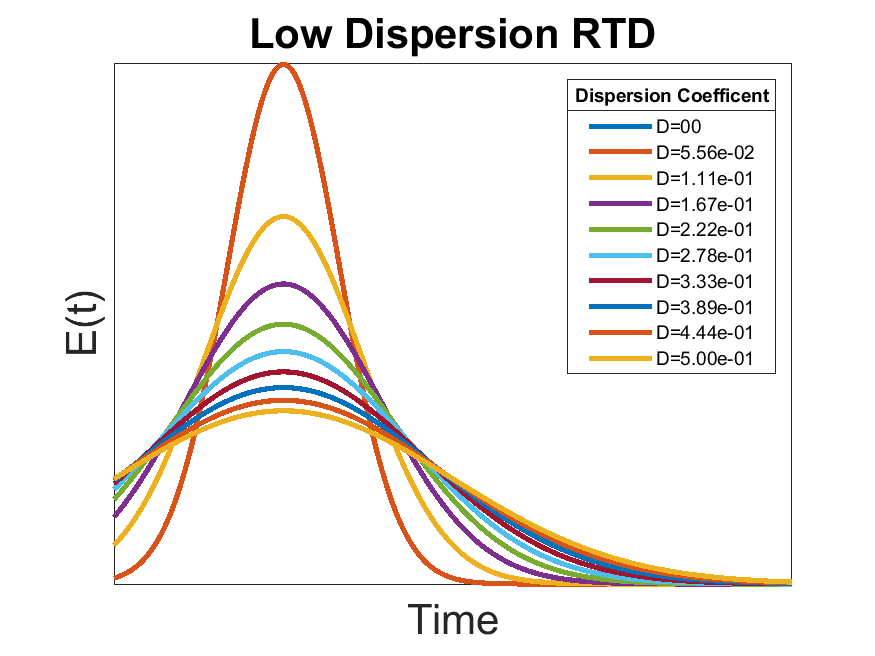 Low Dispersion RTD
Dispersion Coefficent
D=00
D=5.56e-02
D=1.11e-01
D=1.67e-01
D=2.22e-01
D=2.78e-01
D=3.33e-01
D=3.89e-01
D=4.44e-01
D=5.00e-01
E(t)
Time